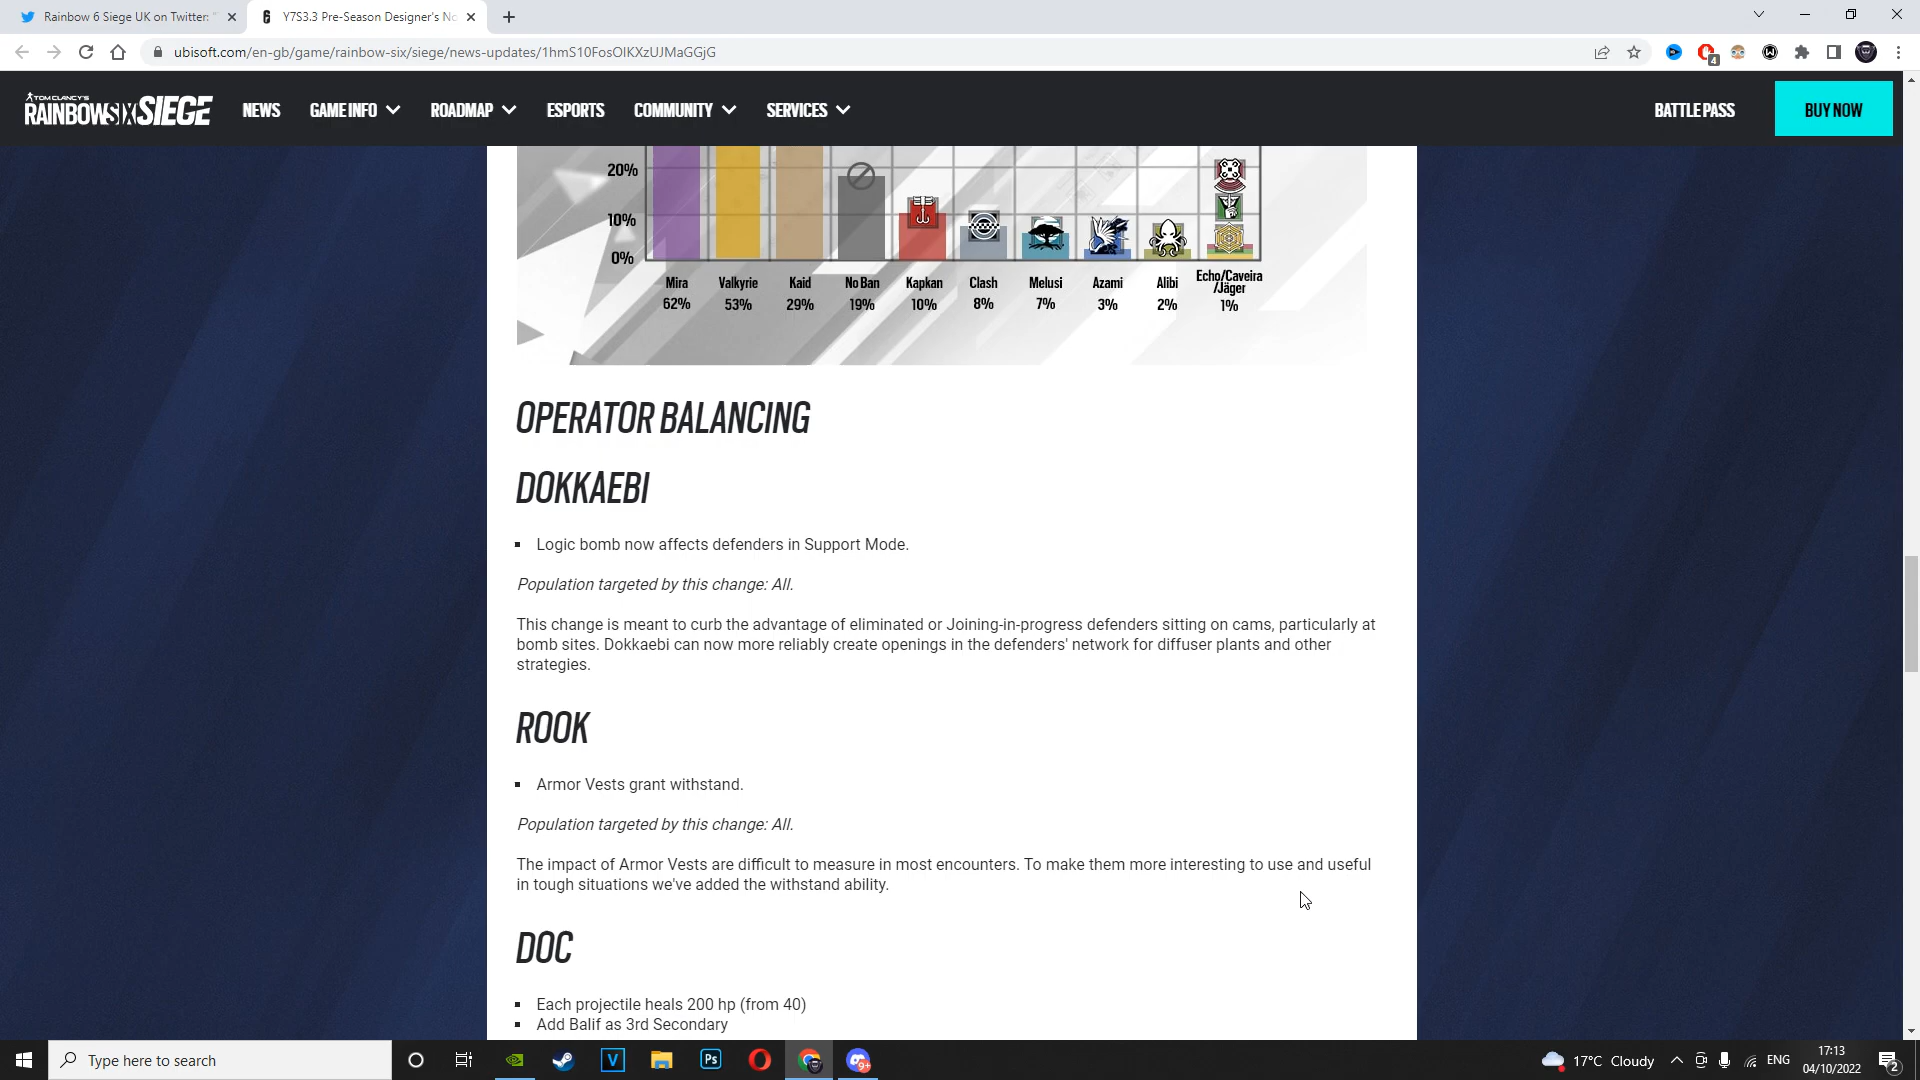 Rainbow 6 Siege UK on Twitter: "
Y7S3.3 Pre-Season Designer's No
ubisoft.com/en-gb/game/rainbow-six/siege/news-updates/1hmS10FosOlKXzUJMaGGjG
4
TOM CLANCY'S
RAINBOWSIX SIEGE
NEWS
GAME INFO
ROADMAP
ESPORTS
COMMUNITY
SERVICES
BATTLE PASS
BUY NOW
20%
10%
0%
Mira Valkyrie Kaid No Ban Kapkan Clash Melusi Azami Alibi Echo/Caveira
/Jäger
62% 53% 29% 19% 10% 8% 7% 3% 2% 1%
OPERATOR BALANCING
DOKKAEBI
▪ Logic bomb now affects defenders in Support Mode.
Population targeted by this change: All.
This change is meant to curb the advantage of eliminated or Joining-in-progress defenders sitting on cams, particularly at
bomb sites. Dokkaebi can now more reliably create openings in the defenders' network for diffuser plants and other
strategies.
ROOK
▪ Armor Vests grant withstand.
Population targeted by this change: All.
The impact of Armor Vests are difficult to measure in most encounters. To make them more interesting to use and useful
in tough situations we've added the withstand ability.
DOC
▪ Each projectile heals 200 hp (from 40)
▪ Add Balif as 3rd Secondary
Type here to search
V
Ps
9+
17°C Cloudy
ENG
17:13
04/10/2022
2